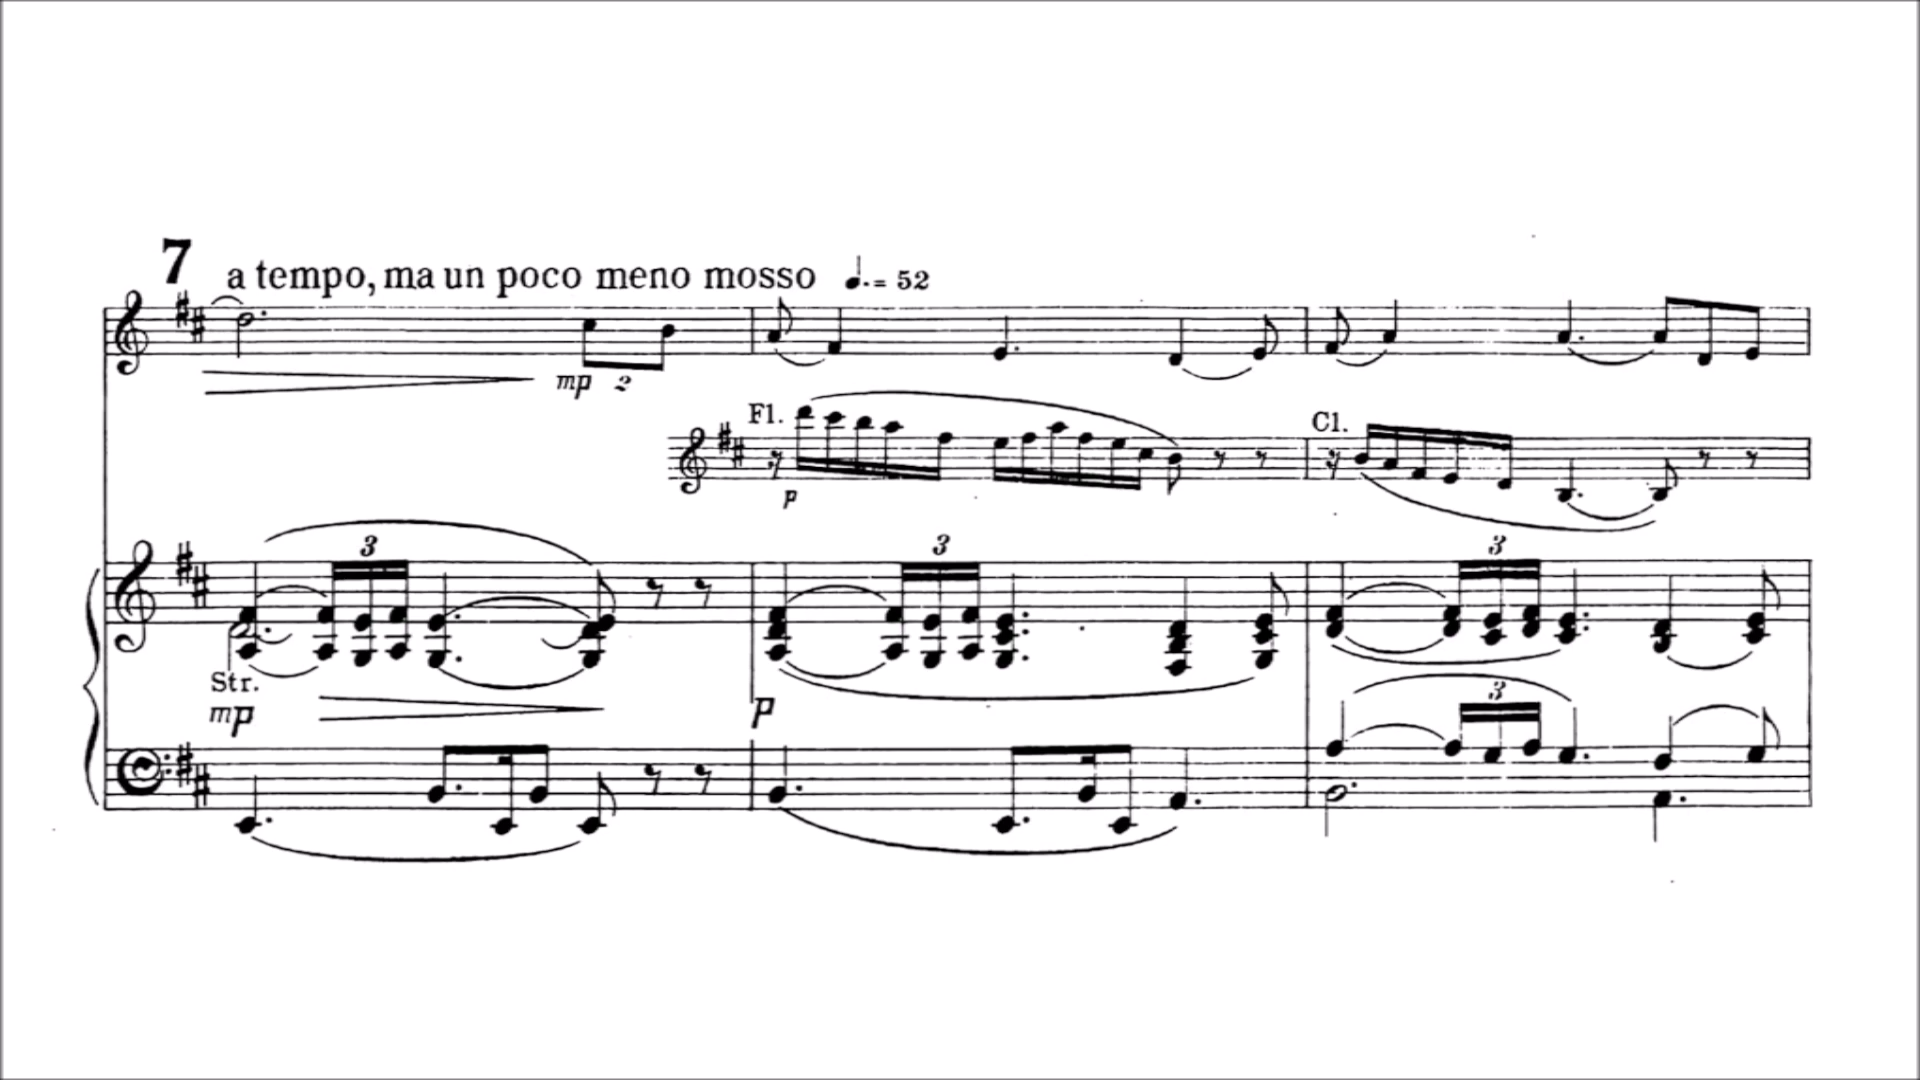 7
a tempo, ma un poco meno mosso ♩. = 52
mp 2
Fl.
p
Cl.
3 3 3
Str.
mp p
3